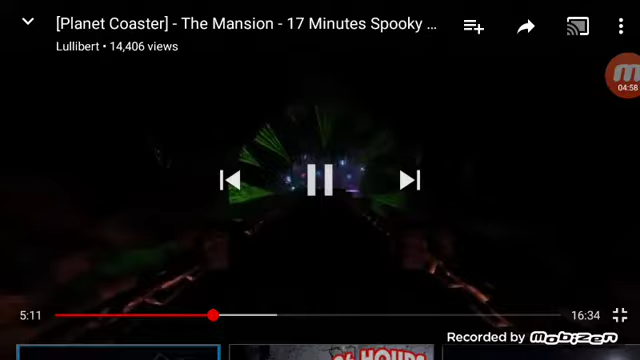 [Planet Coaster] - The Mansion - 17 Minutes Spooky ...
Lullibert • 14,406 views
04:58
5:11
16:34
Recorded by mobizen
HOURS